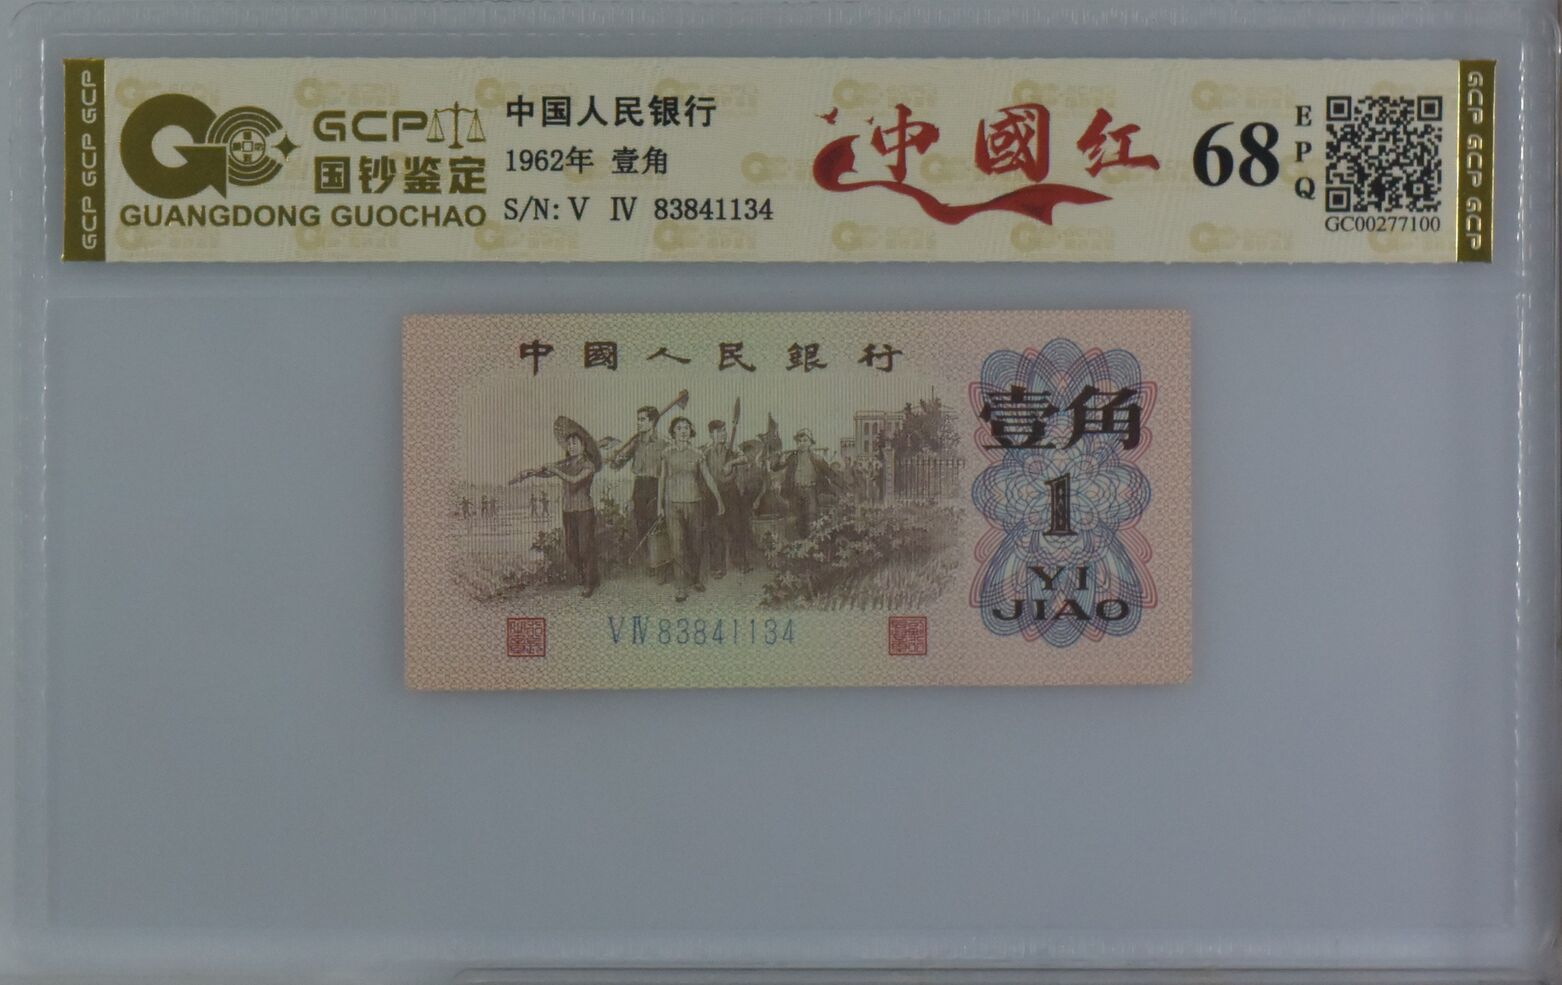 GCP GCP GCP
GCP
国钞鉴定
GUANGDONG GUOCHAO
中国人民银行
1962年 壹角
S/N: V IV 83841134
中國红
68
EPQ
GC00277100
GCP GCP GCP
中國人民銀行
壹角
1
YI
JIAO
V IV 83841134